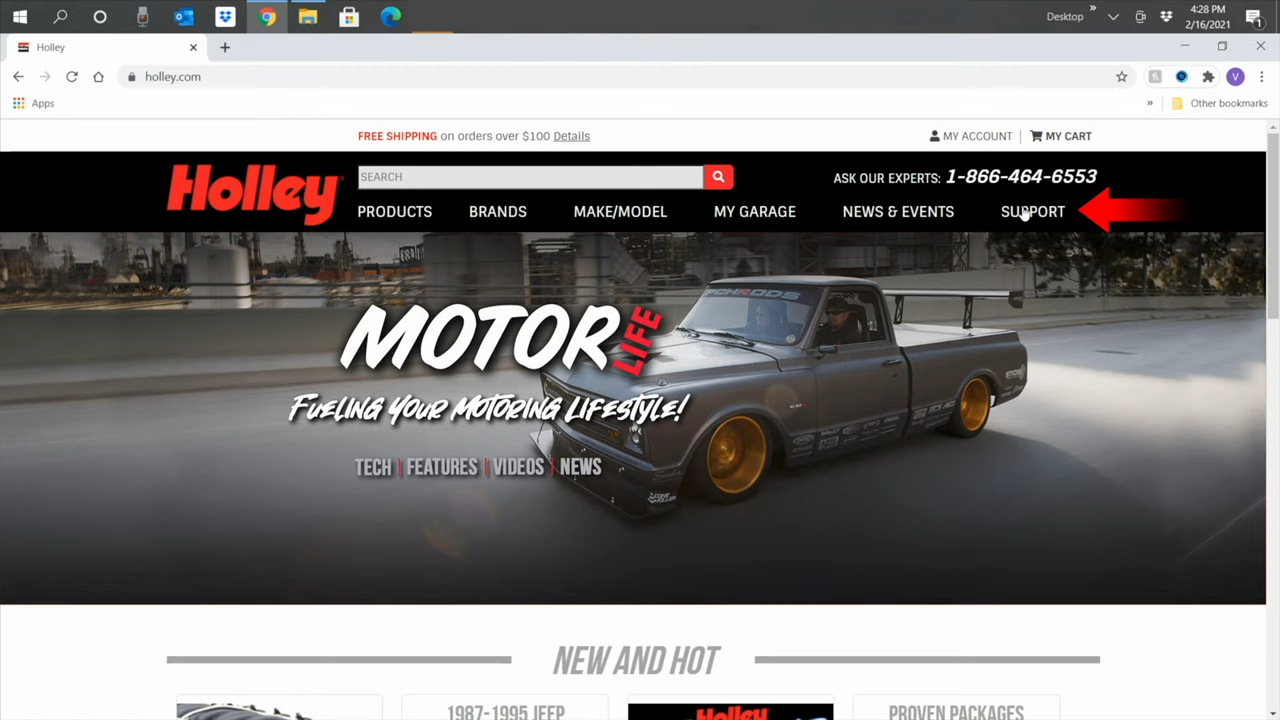 Desktop
»
4:28 PM
2/16/2021
1
Holley
holley.com
V
Apps
»
Other bookmarks
FREE SHIPPING on orders over $100 Details
MY ACCOUNT
MY CART
Holley
SEARCH
ASK OUR EXPERTS: 1-866-464-6553
PRODUCTS
BRANDS
MAKE/MODEL
MY GARAGE
NEWS & EVENTS
SUPPORT
MOTOR LIFE
FUELING YOUR MOTORING LIFESTYLE!
TECH | FEATURES | VIDEOS | NEWS
NEW AND HOT
1987-1995 JEEP
Holley
PROVEN PACKAGES